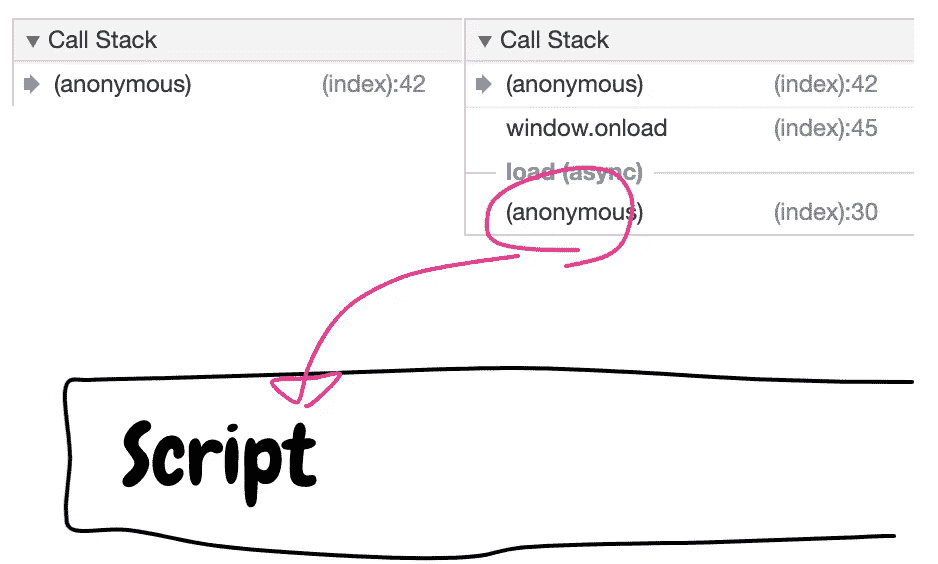 Call Stack
(anonymous) (index):42
Call Stack
(anonymous) (index):42
window.onload (index):45
load (async)
(anonymous) (index):30
Script